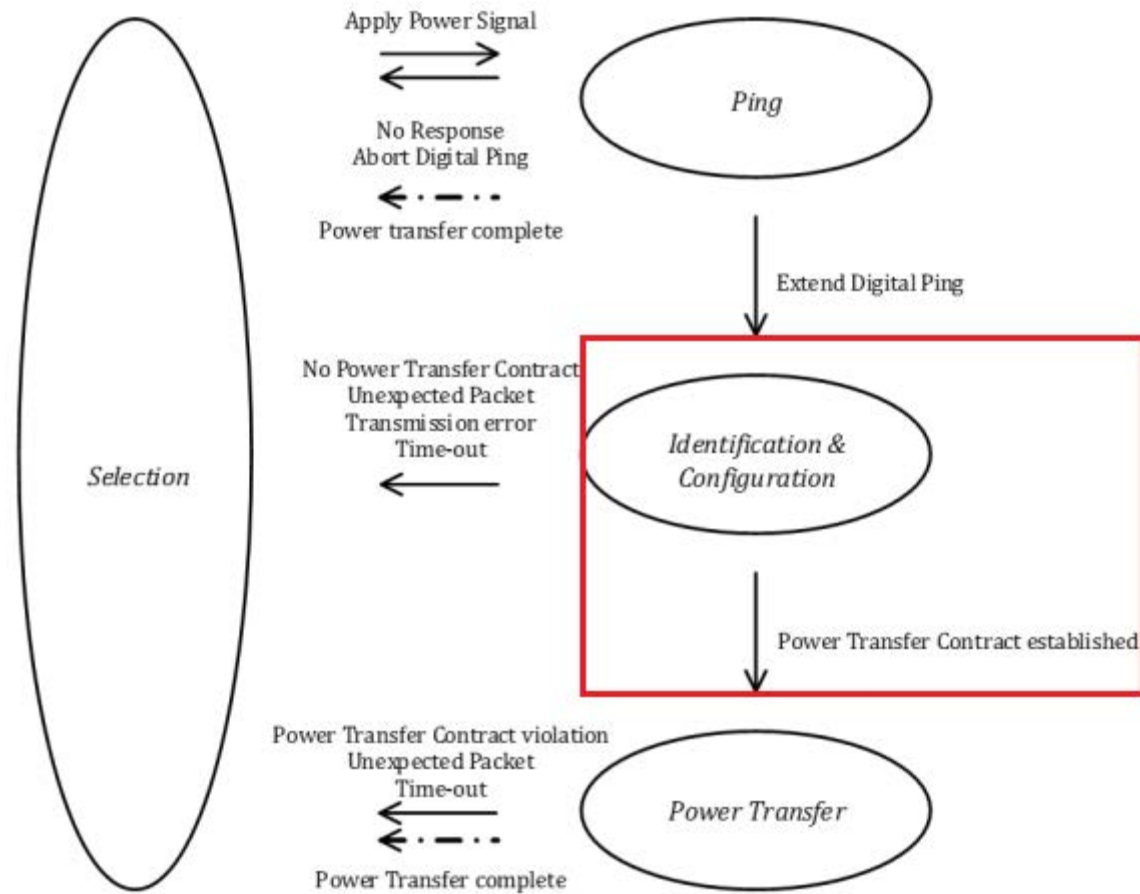 Apply Power Signal
Ping
No Response
Abort Digital Ping
Power transfer complete
Extend Digital Ping
No Power Transfer Contract
Unexpected Packet
Transmission error
Time-out
Selection
Identification &
Configuration
Power Transfer Contract established
Power Transfer Contract violation
Unexpected Packet
Time-out
Power Transfer
Power Transfer complete